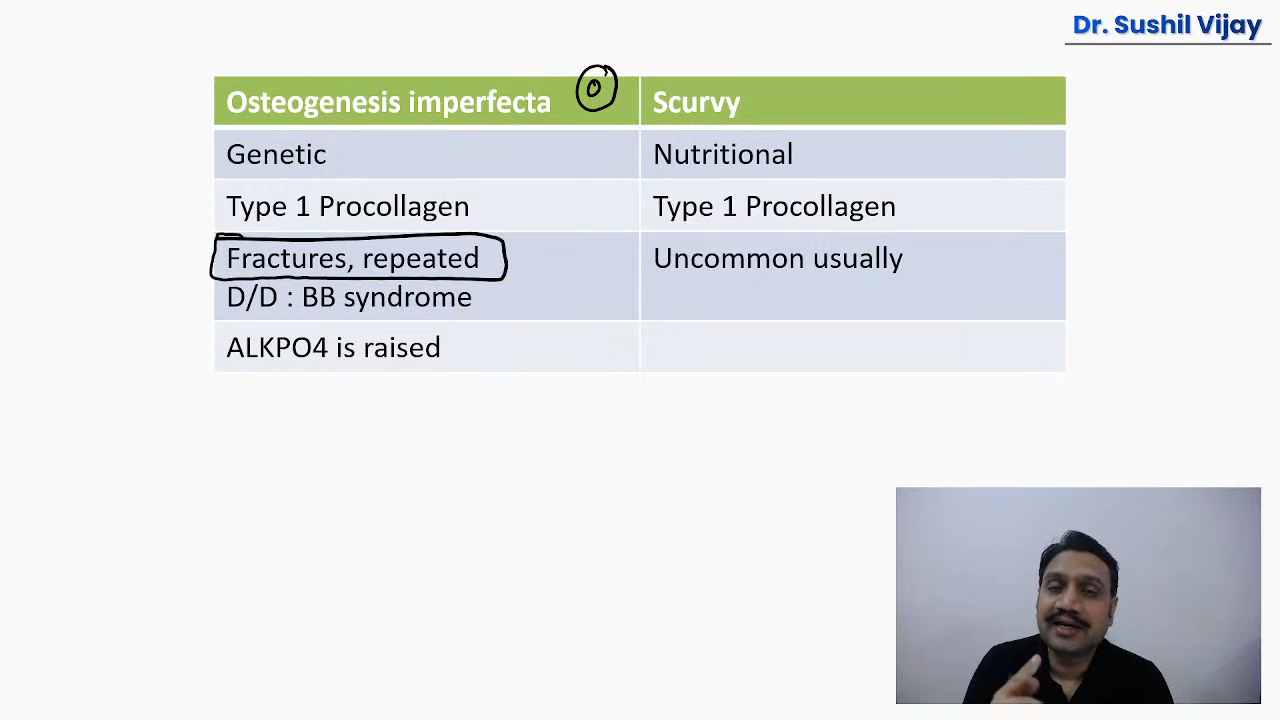 Dr. Sushil Vijay
Osteogenesis imperfecta O Scurvy
Genetic Nutritional
Type 1 Procollagen Type 1 Procollagen
Fractures, repeated Uncommon usually
D/D : BB syndrome
ALKPO4 is raised